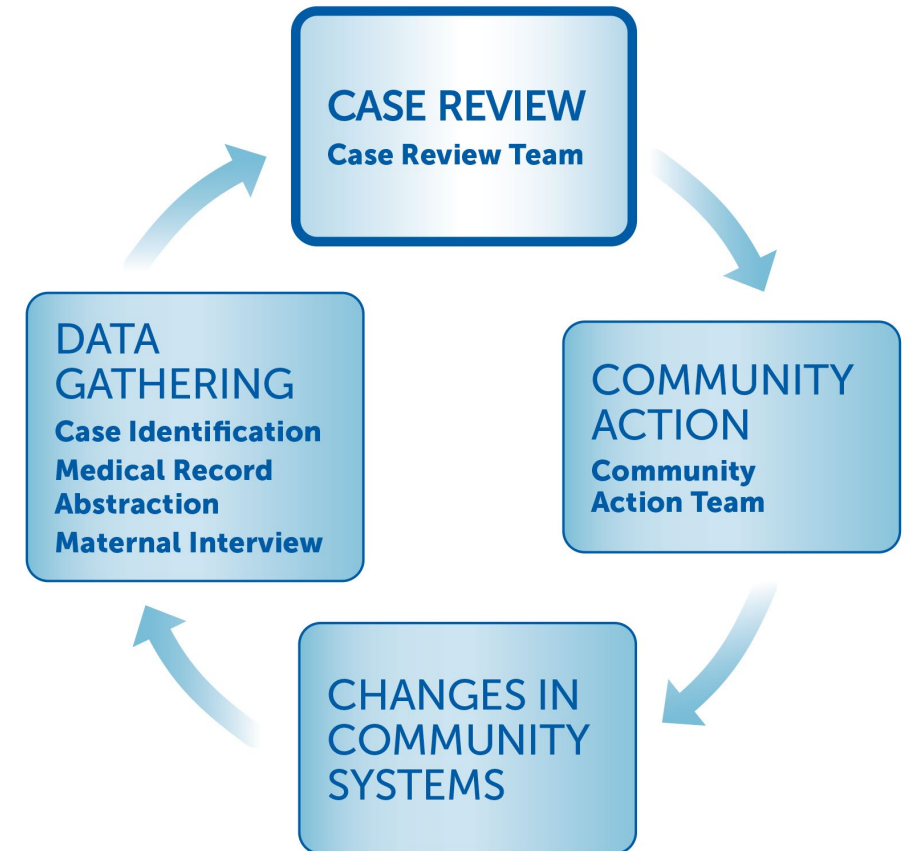 CASE REVIEW
Case Review Team
DATA
GATHERING
Case Identification
Medical Record
Abstraction
Maternal Interview
COMMUNITY
ACTION
Community
Action Team
CHANGES IN
COMMUNITY
SYSTEMS